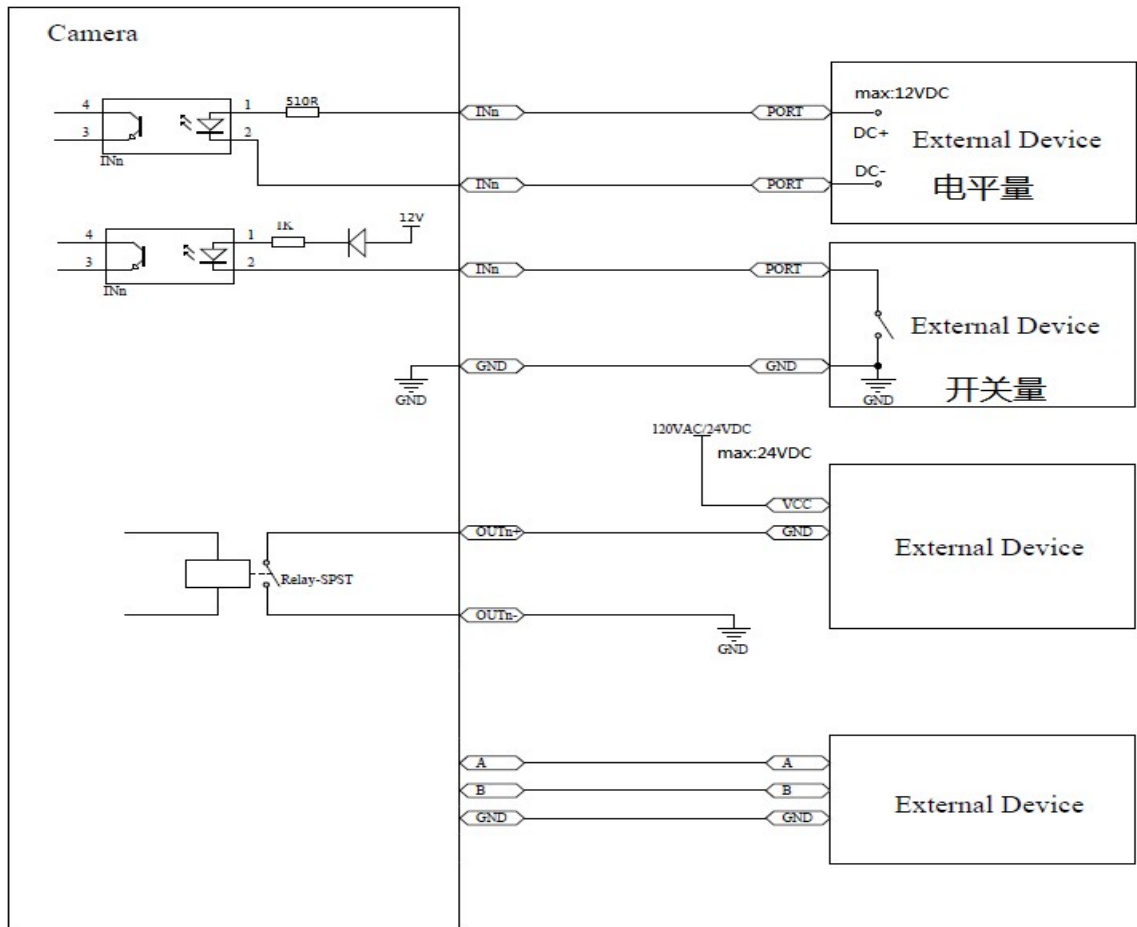 Camera
4
3
INn
1
2
510R
INn
PORT
INn
PORT
max:12VDC
DC+
DC-
External Device
电平量
4
3
INn
1
2
1K
12V
INn
PORT
GND
GND
GND
External Device
开关量
GND
120VAC/24VDC
max:24VDC
VCC
OUTn+
GND
External Device
Relay-SPST
OUTn-
GND
A
A
B
B
GND
GND
External Device